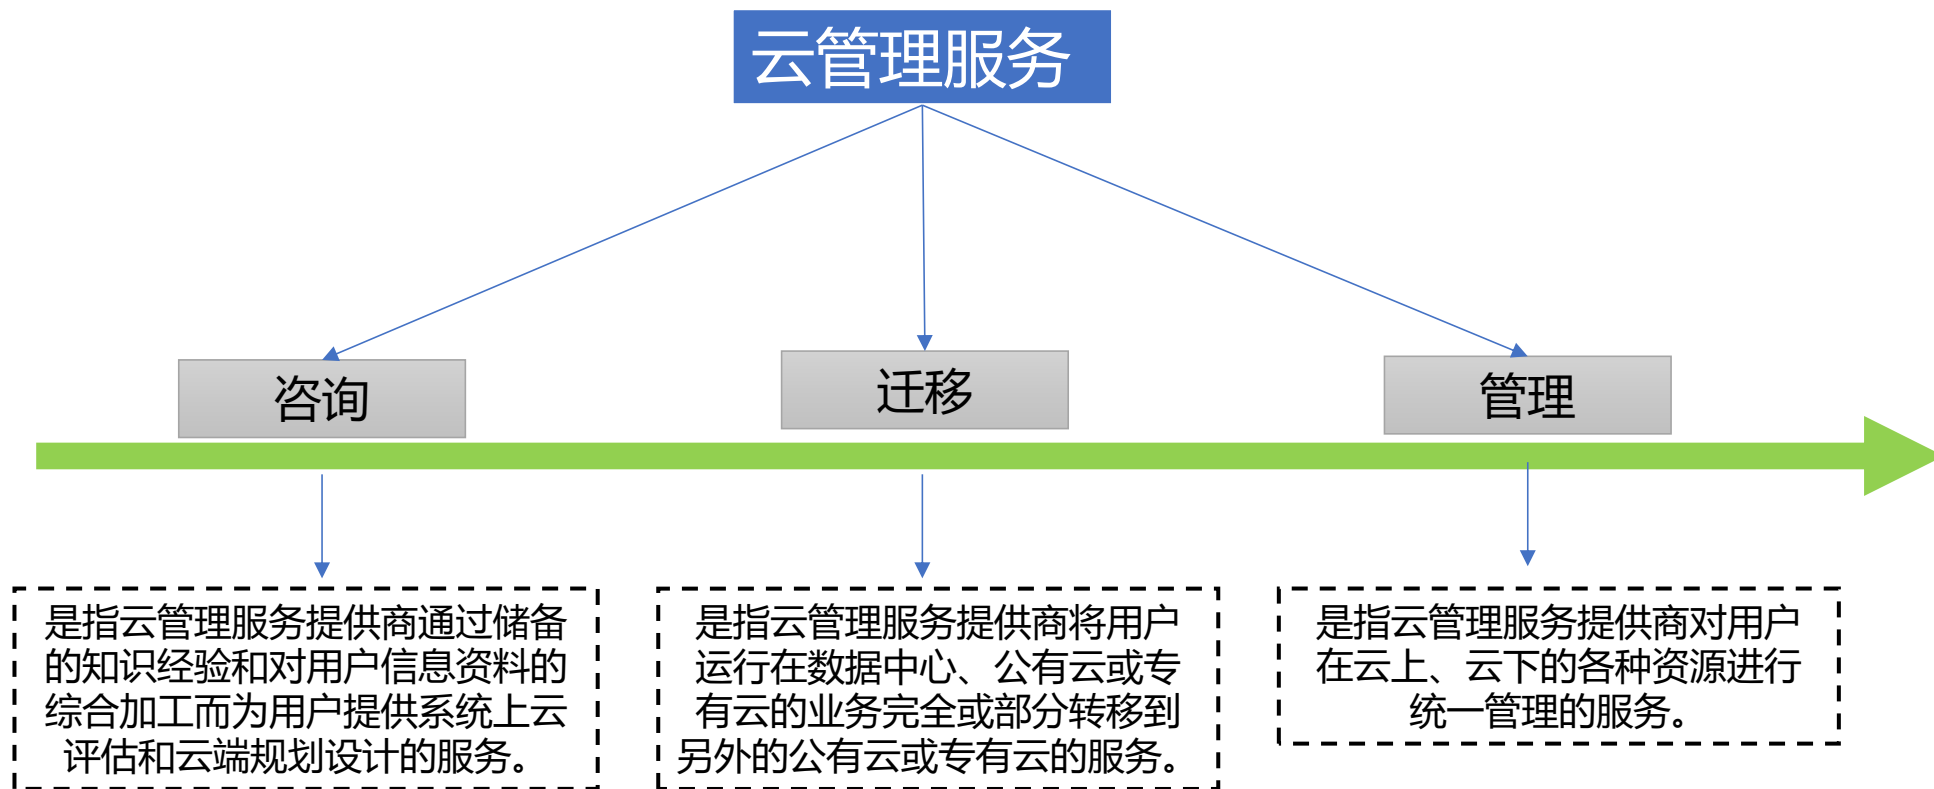 云管理服务
咨询
迁移
管理
是指云管理服务提供商通过储备
的知识经验和对用户信息资料的
综合加工而为用户提供系统上云
评估和云端规划设计的服务。
是指云管理服务提供商将用户
运行在数据中心、公有云或专
有云的业务完全或部分转移到
另外的公有云或专有云的服务。
是指云管理服务提供商对用户
在云上、云下的各种资源进行
统一管理的服务。